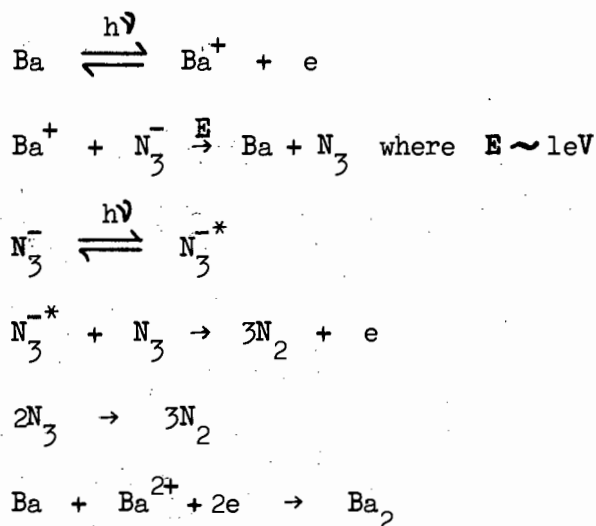 Ba ⇌ (hν) Ba⁺ + e
Ba⁺ + N₃⁻ →(E) Ba + N₃ where E ~ 1eV
N₃⁻ ⇌ (hν) N₃⁻*
N₃⁻* + N₃ → 3N₂ + e
2N₃ → 3N₂
Ba + Ba²⁺ + 2e → Ba₂